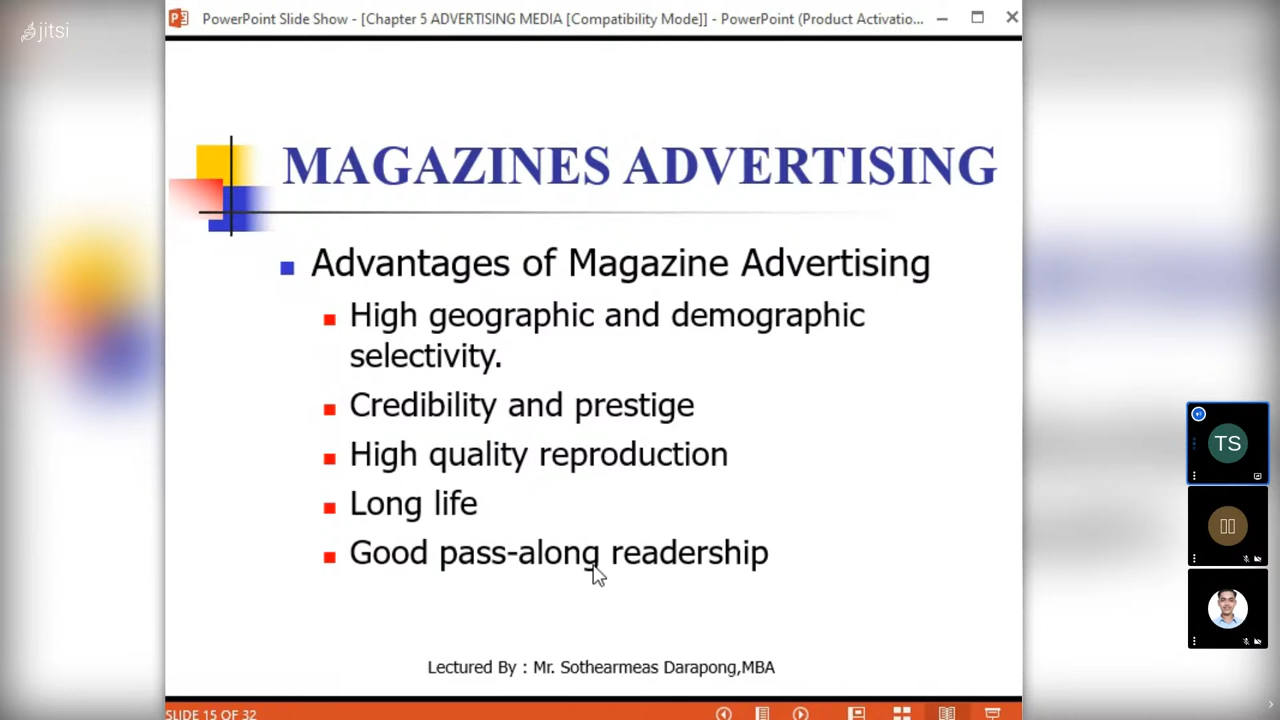 jitsi
PowerPoint Slide Show - [Chapter 5 ADVERTISING MEDIA [Compatibility Mode]] - PowerPoint (Product Activatio...
MAGAZINES ADVERTISING
Advantages of Magazine Advertising
High geographic and demographic
selectivity.
Credibility and prestige
High quality reproduction
Long life
Good pass-along readership
Lectured By : Mr. Sothearmeas Darapong,MBA
SLIDE 15 OF 32
TS